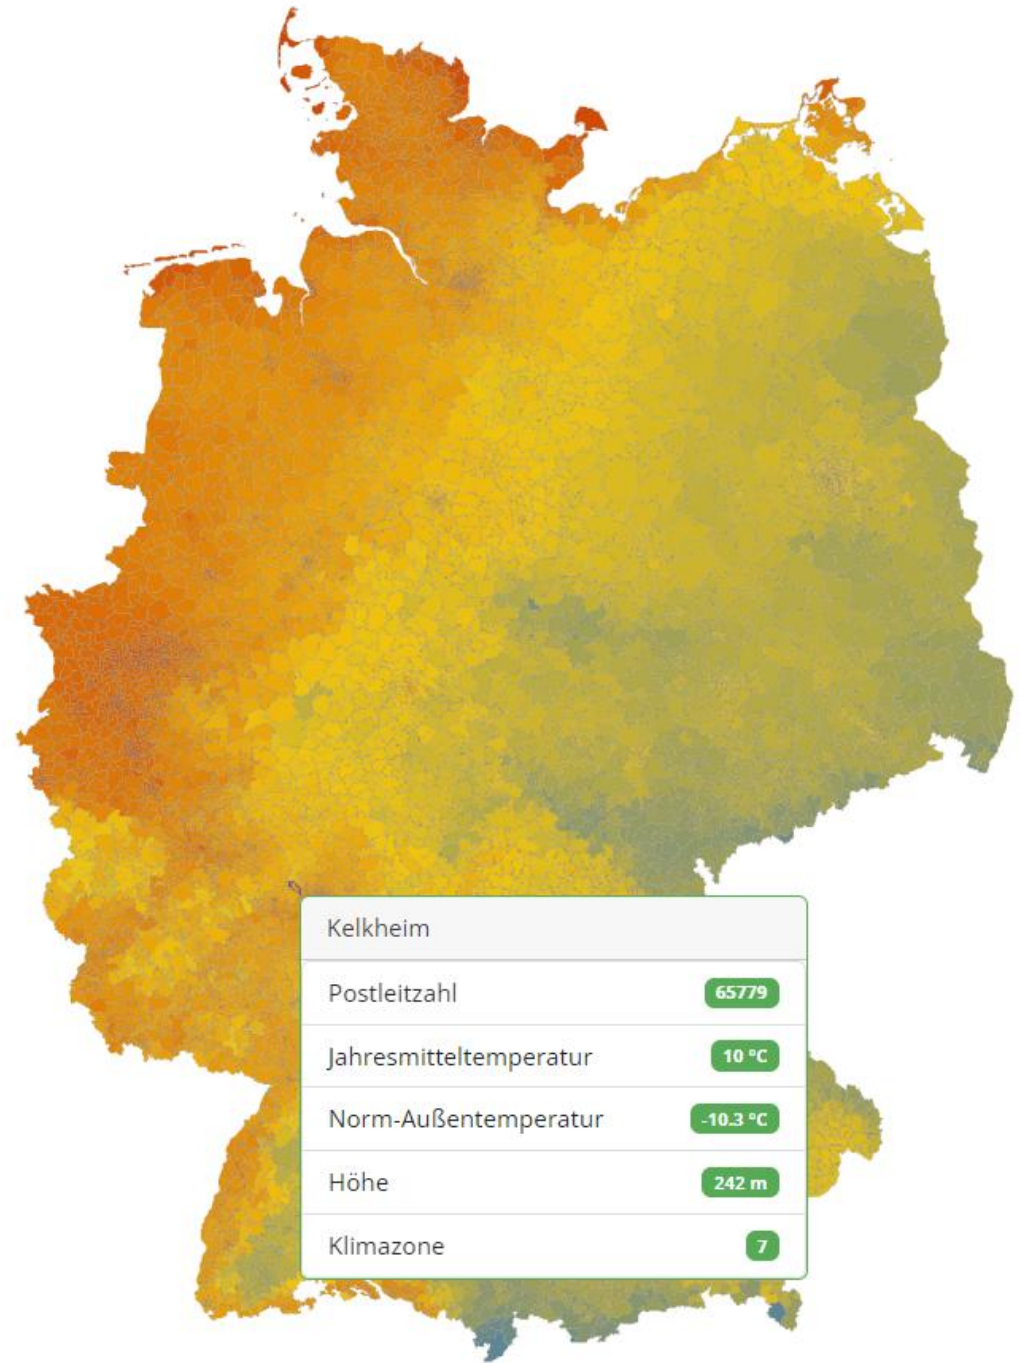 Kelkheim
Postleitzahl 65779
Jahresmitteltemperatur 10 °C
Norm-Außentemperatur -10.3 °C
Höhe 242 m
Klimazone 7